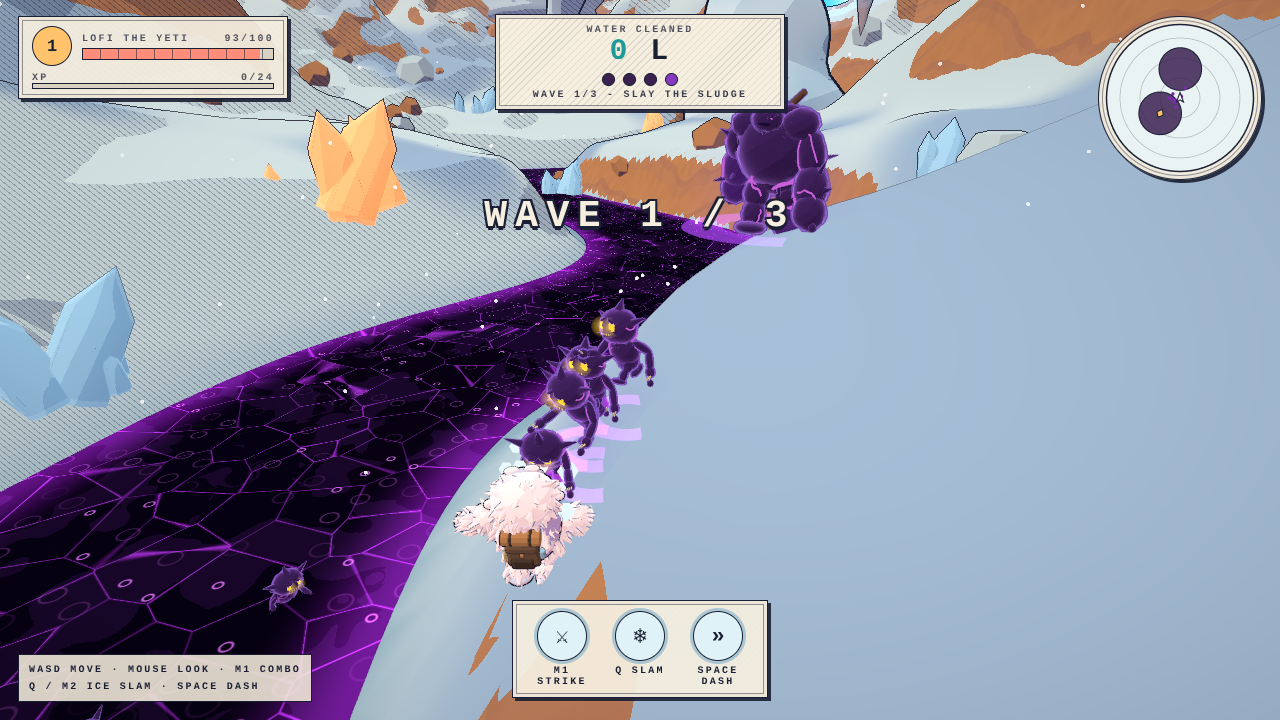 1
LOFI THE YETI 93/100
XP 0/24
WATER CLEANED
0 L
WAVE 1/3 - SLAY THE SLUDGE
WAVE 1 / 3
WASD MOVE · MOUSE LOOK · M1 COMBO
Q / M2 ICE SLAM · SPACE DASH
M1 STRIKE
Q SLAM
SPACE DASH